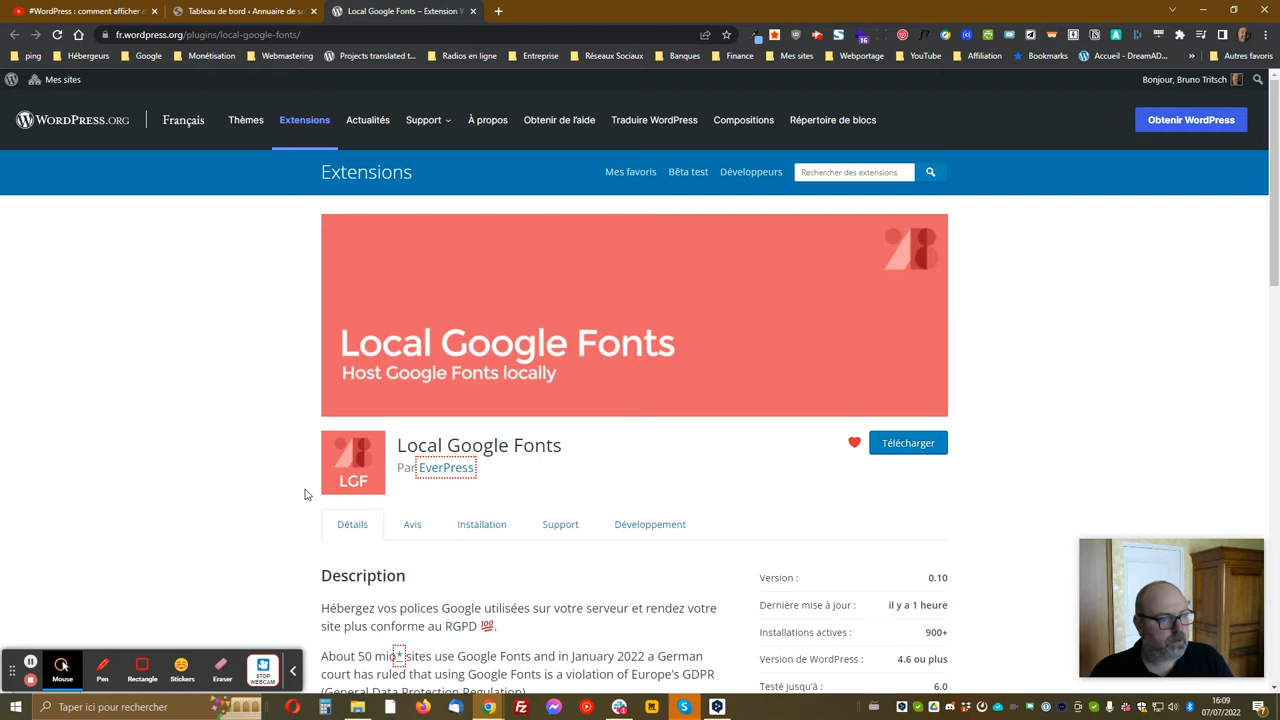 #WordPress : comment afficher d
Tableau de bord ‹ Annuaire de so
Local Google Fonts – Extension W
fr.wordpress.org/plugins/local-google-fonts/
ping
Hébergeurs
Google
Monétisation
Webmastering
Projects translated t...
Radios en ligne
Entreprise
Réseaux Sociaux
Banques
Finance
Mes sites
Webportage
YouTube
Affiliation
Bookmarks
Accueil – DreamAD...
»
Autres favoris
Mes sites
Bonjour, Bruno Tritsch
WORDPRESS.ORG
Français
Thèmes
Extensions
Actualités
Support
À propos
Obtenir de l'aide
Traduire WordPress
Compositions
Répertoire de blocs
Obtenir WordPress
Extensions
Mes favoris
Bêta test
Développeurs
Rechercher des extensions
Local Google Fonts
Host Google Fonts locally
LGF
Local Google Fonts
Par EverPress
Télécharger
Détails
Avis
Installation
Support
Développement
Description
Hébergez vos polices Google utilisées sur votre serveur et rendez votre
site plus conforme au RGPD 💯.
About 50 mio* sites use Google Fonts and in January 2022 a German
court has ruled that using Google Fonts is a violation of Europe's GDPR
(General Data Protection Regulation).
Version :
0.10
Dernière mise à jour :
il y a 1 heure
Installations actives :
900+
Version de WordPress :
4.6 ou plus
Testé jusqu'à :
6.0
Mouse
Pen
Rectangle
Stickers
Eraser
STOP
WEBCAM
Taper ici pour rechercher
16:09
07/07/2022